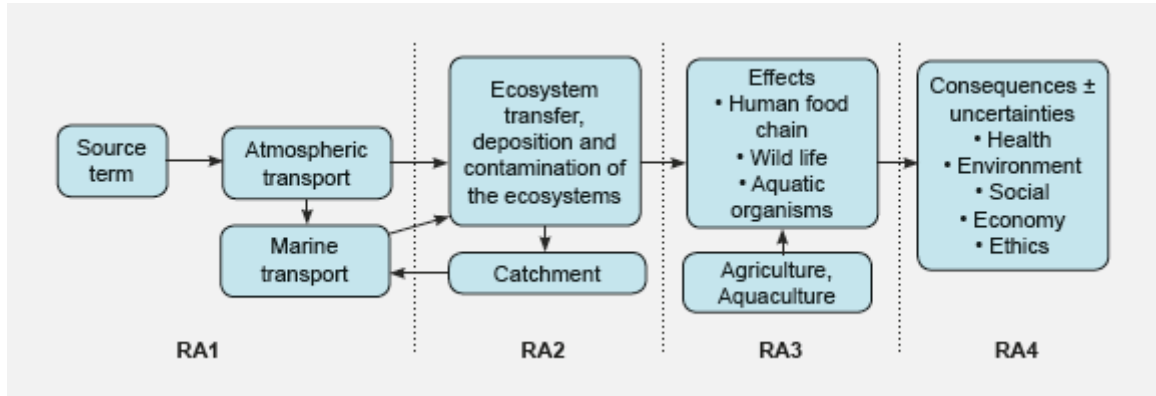 Source
term
Atmospheric
transport
Marine
transport
Ecosystem
transfer,
deposition and
contamination of
the ecosystems
Catchment
Effects
• Human food
chain
• Wild life
• Aquatic
organisms
Agriculture,
Aquaculture
Consequences ±
uncertainties
• Health
• Environment
• Social
• Economy
• Ethics
RA1
RA2
RA3
RA4